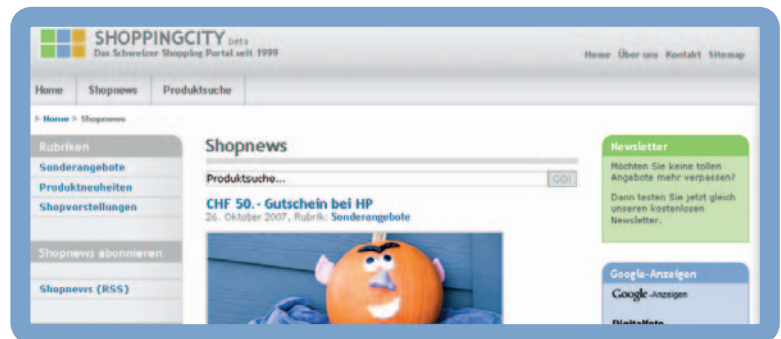 SHOPPINGCITY beta
Das Schweizer Shopping Portal seit 1999
Home Über uns Kontakt Sitemap
Home Shopnews Produktsuche
Home Shopnews
Rubriken
Sonderangebote
Produktneuheiten
Shopvorstellungen
Shopnews abonnieren
Shopnews (RSS)
Shopnews
Produktsuche... GO!
CHF 50.- Gutschein bei HP
26. Oktober 2007, Rubrik: Sonderangebote
Newsletter
Möchten Sie keine tollen
Angebote mehr verpassen?
Dann testen Sie jetzt gleich
unseren kostenlosen
Newsletter.
Google-Anzeigen
Google-Anzeigen
Digitalfoto